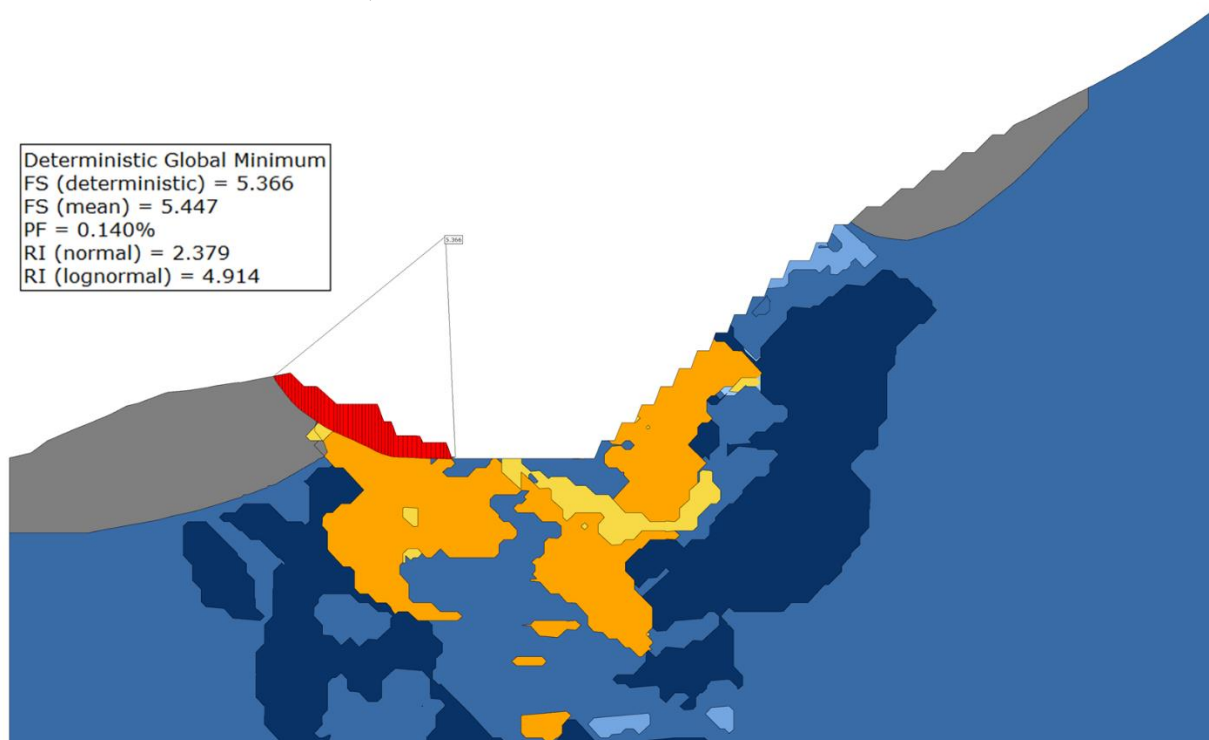 Deterministic Global Minimum
FS (deterministic) = 5.366
FS (mean) = 5.447
PF = 0.140%
RI (normal) = 2.379
RI (lognormal) = 4.914
5.366